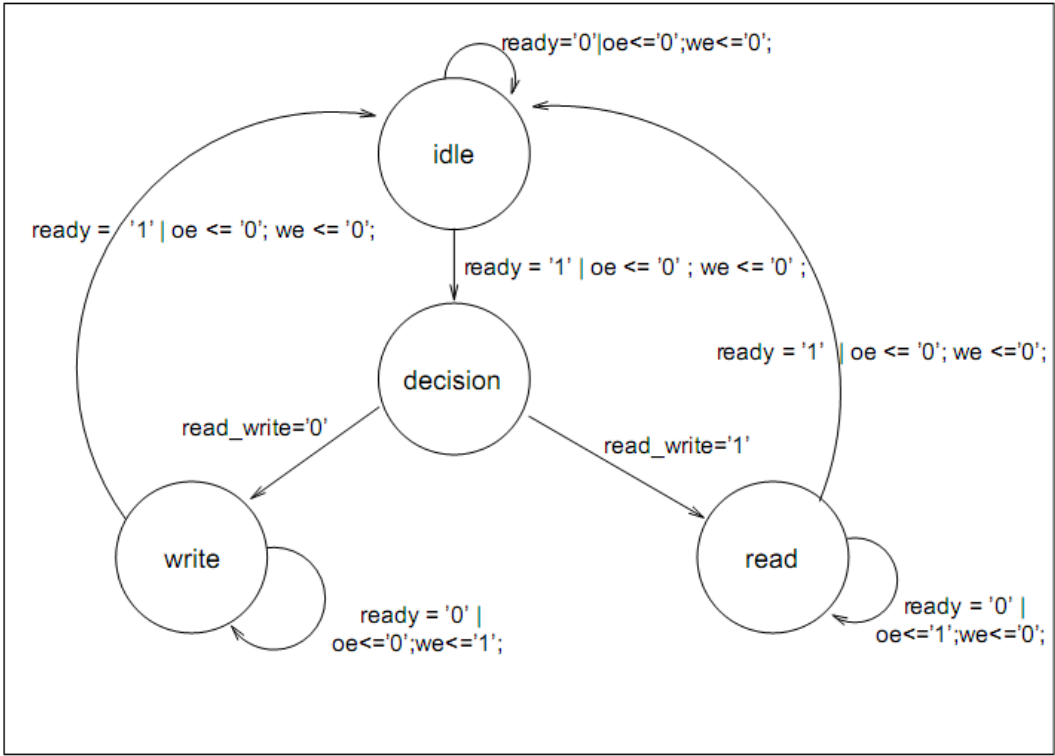 ready='0'|oe<='0';we<='0';
idle
ready = '1' | oe <= '0'; we <= '0';
ready = '1' | oe <= '0' ; we <= '0' ;
ready = '1' | oe <= '0'; we <='0';
decision
read_write='0'
read_write='1'
write
read
ready = '0' |
oe<='0';we<='1';
ready = '0' |
oe<='1';we<='0';